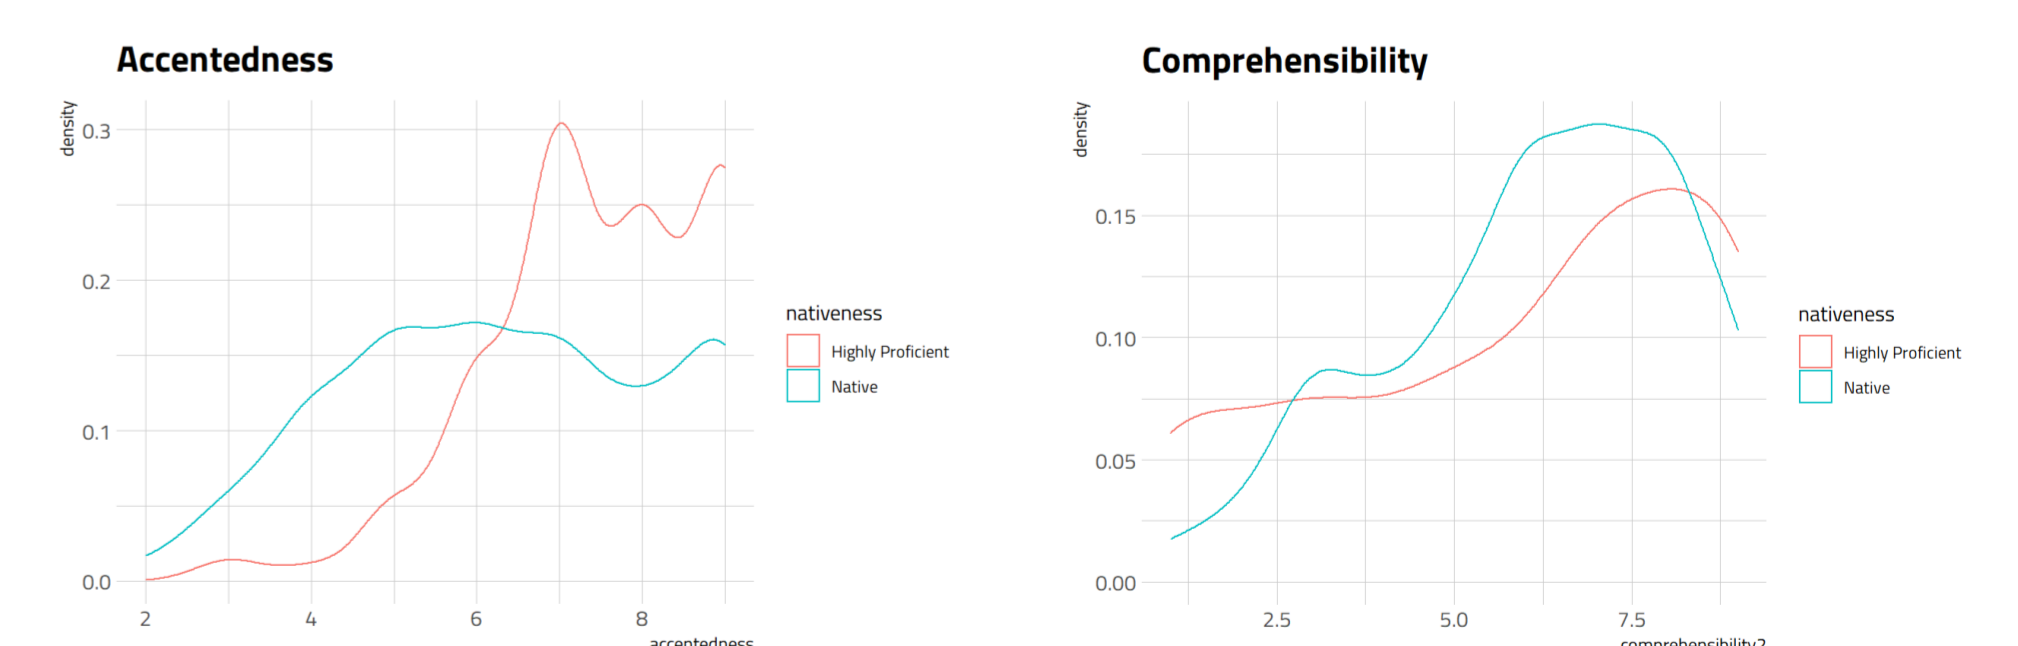 Accentedness
density
0.3
0.2
0.1
0.0
2 4 6 8
accentedness
nativeness
Highly Proficient
Native
Comprehensibility
density
0.15
0.10
0.05
0.00
2.5 5.0 7.5
comprehensibility2
nativeness
Highly Proficient
Native